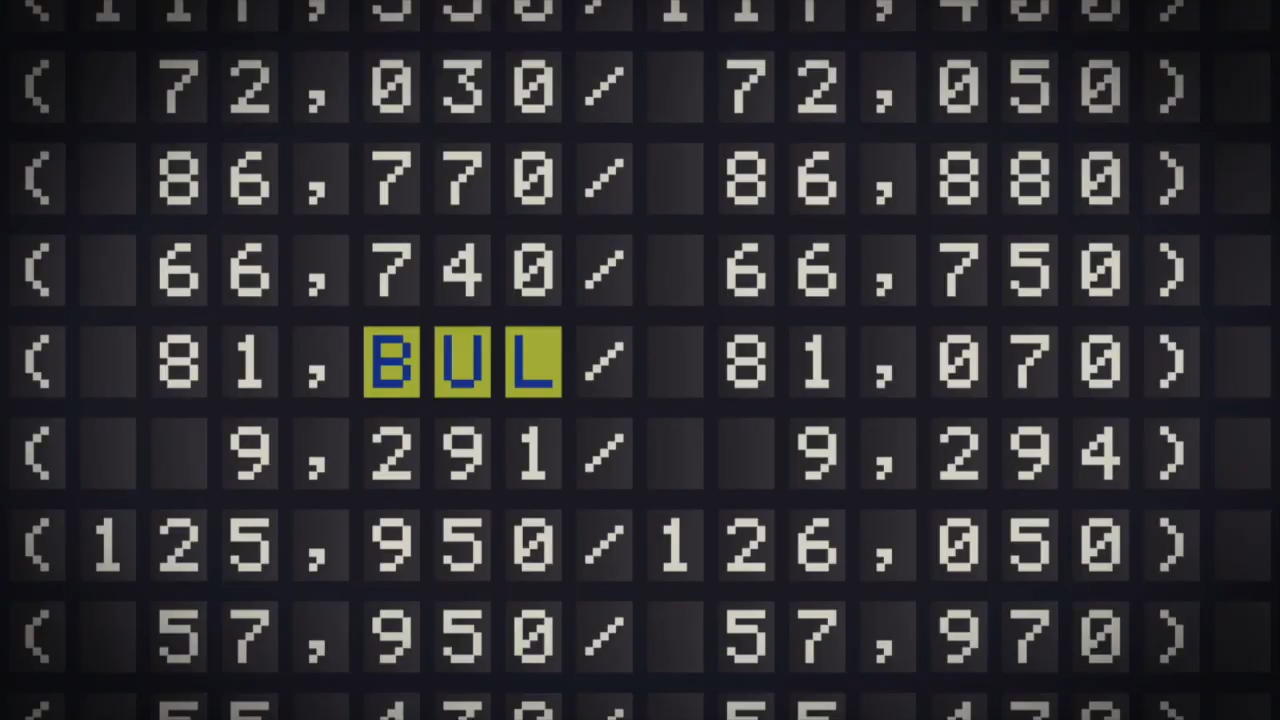 ( 72,030/ 72,050)
( 86,770/ 86,880)
( 66,740/ 66,750)
( 81,BUL/ 81,070)
( 9,291/ 9,294)
(125,950/126,050)
( 57,950/ 57,970)